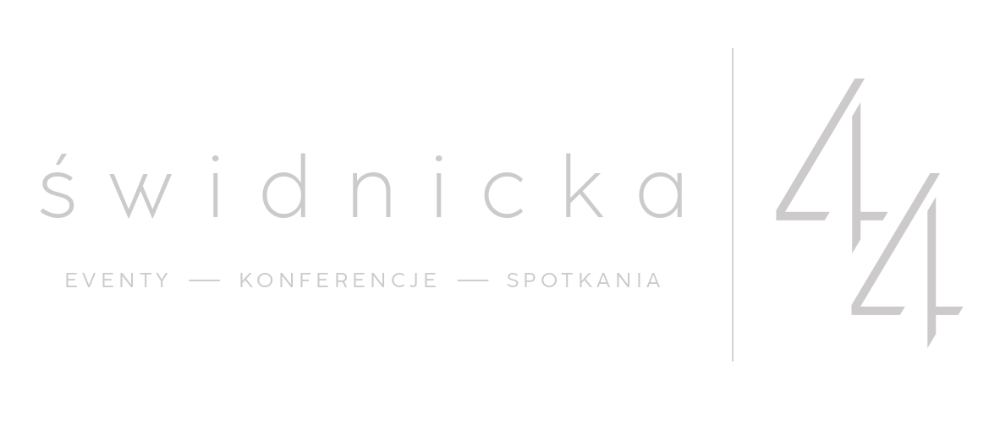 świdnicka 44
EVENTY — KONFERENCJE — SPOTKANIA